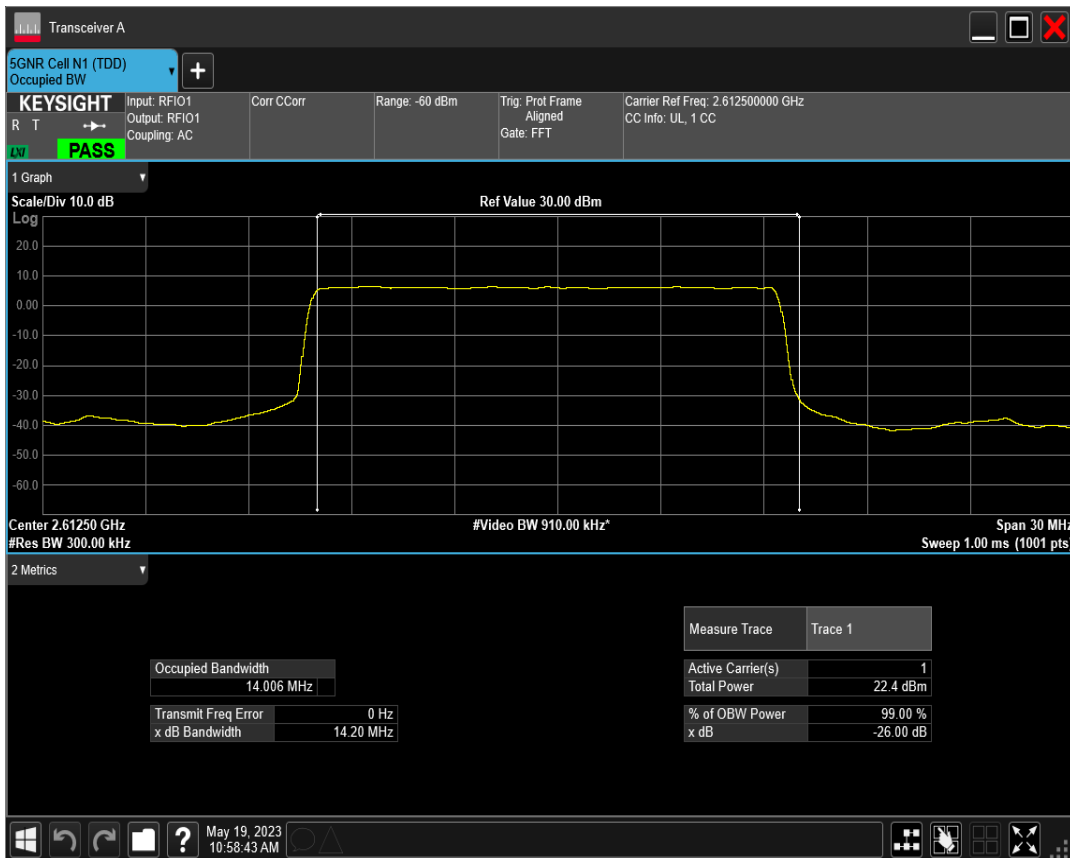 Transceiver A
5GNR Cell N1 (TDD)
Occupied BW
KEYSIGHT
R T
LXI
PASS
Input: RFIO1
Output: RFIO1
Coupling: AC
Corr CCorr
Range: -60 dBm
Trig: Prot Frame
Aligned
Gate: FFT
Carrier Ref Freq: 2.612500000 GHz
CC Info: UL, 1 CC
1 Graph
Scale/Div 10.0 dB
Ref Value 30.00 dBm
Log
20.0
10.0
0.00
-10.0
-20.0
-30.0
-40.0
-50.0
-60.0
Center 2.61250 GHz
#Video BW 910.00 kHz*
Span 30 MHz
#Res BW 300.00 kHz
Sweep 1.00 ms (1001 pts)
2 Metrics
Measure Trace Trace 1
Occupied Bandwidth
14.006 MHz
Active Carrier(s) 1
Total Power 22.4 dBm
Transmit Freq Error 0 Hz
x dB Bandwidth 14.20 MHz
% of OBW Power 99.00 %
x dB -26.00 dB
?
May 19, 2023
10:58:43 AM